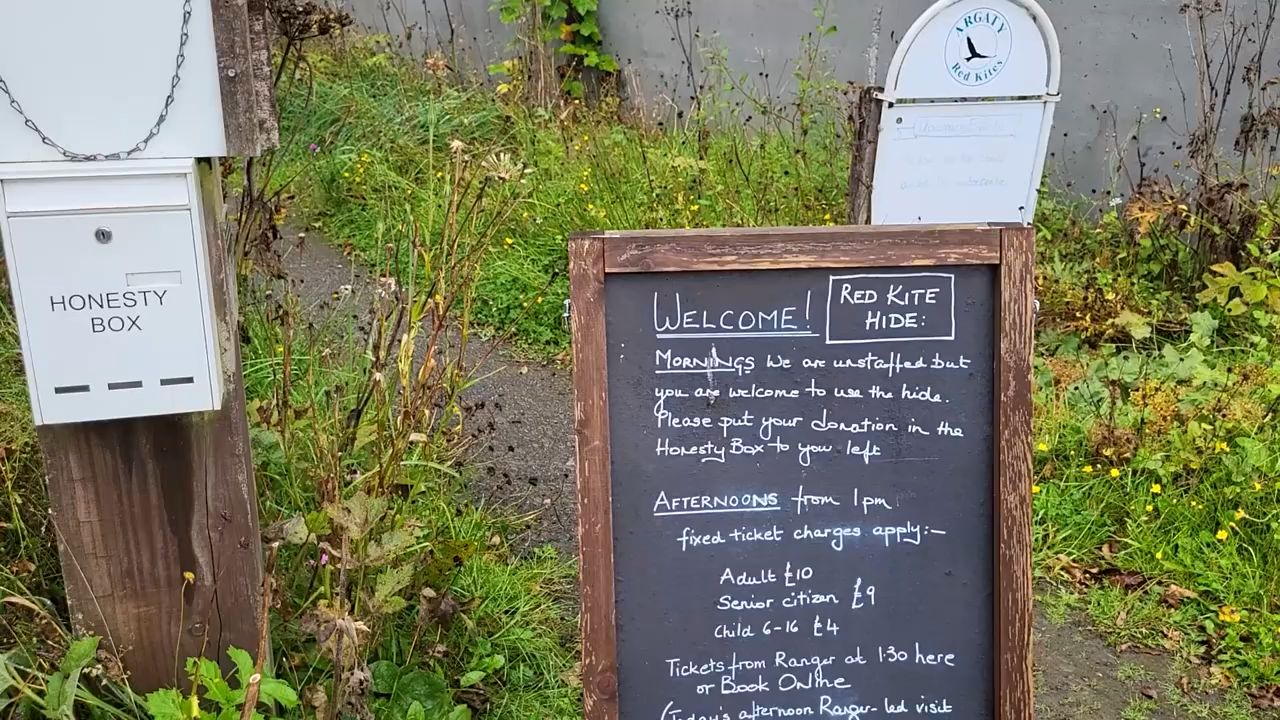 HONESTY
BOX
ARGATY
Red Kites
WELCOME!
RED KITE
HIDE:
MORNINGS We are unstaffed but
you are welcome to use the hide.
Please put your donation in the
Honesty Box to you left
AFTERNOONS from 1pm
fixed ticket charges apply:-
Adult £10
Senior citizen £9
Child 6-16 £4
Tickets from Ranger at 1:30 here
or Book Online
(Today's afternoon Ranger-led visit